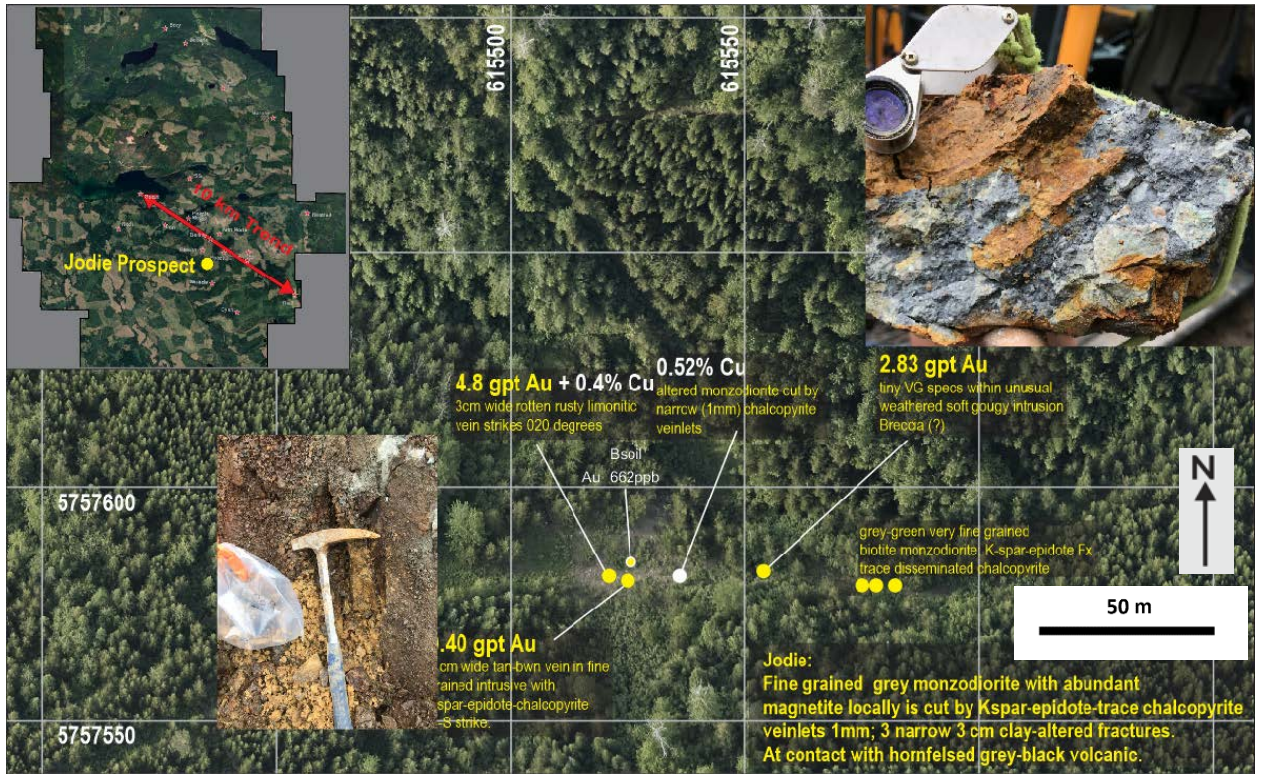 615500
615550
10 km Trend
Jodie Prospect
4.8 gpt Au + 0.4% Cu
3cm wide rotten rusty limonitic
vein strikes 020 degrees
0.52% Cu
altered monzodiorite cut by
narrow (1mm) chalcopyrite
veinlets
2.83 gpt Au
tiny VG specs within unusual
weathered soft gougy intrusion
Breccia (?)
Bsoil
Au 662ppb
5757600
N
grey-green very fine grained
biotite monzodiorite K-spar-epidote Fx
trace disseminated chalcopyrite
50 m
.40 gpt Au
cm wide tan-bwn vein in fine
rained intrusive with
spar-epidote-chalcopyrite
-S strike.
5757550
Jodie:
Fine grained grey monzodiorite with abundant
magnetite locally is cut by Kspar-epidote-trace chalcopyrite
veinlets 1mm; 3 narrow 3 cm clay-altered fractures.
At contact with hornfelsed grey-black volcanic.